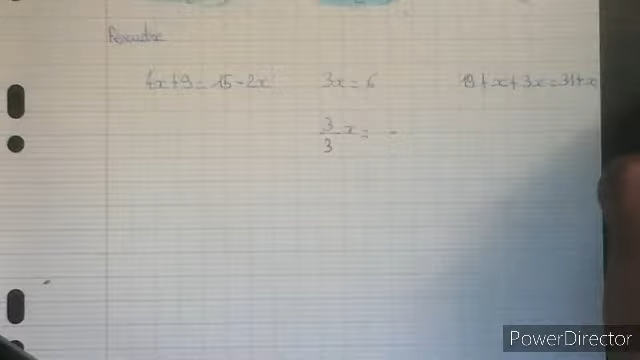 Résoudre
4x+9=15-2x 3x=6 19+x+3x=31+x
3/3 x= -
PowerDirector